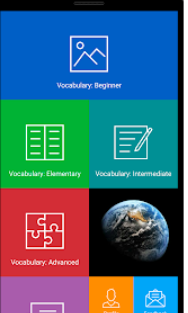 Vocabulary: Beginner
Vocabulary: Elementary
Vocabulary: Intermediate
Vocabulary: Advanced